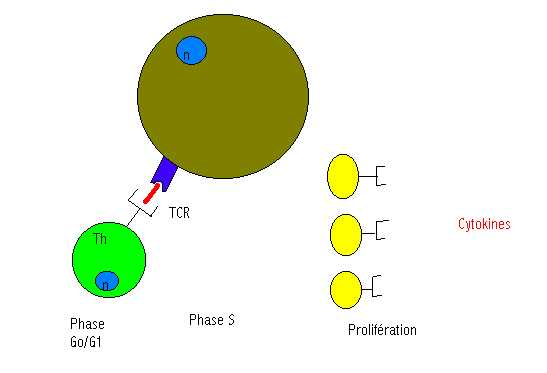 n
TCR
Th
n
Cytokines
Phase
Go/G1
Phase S
Prolifération